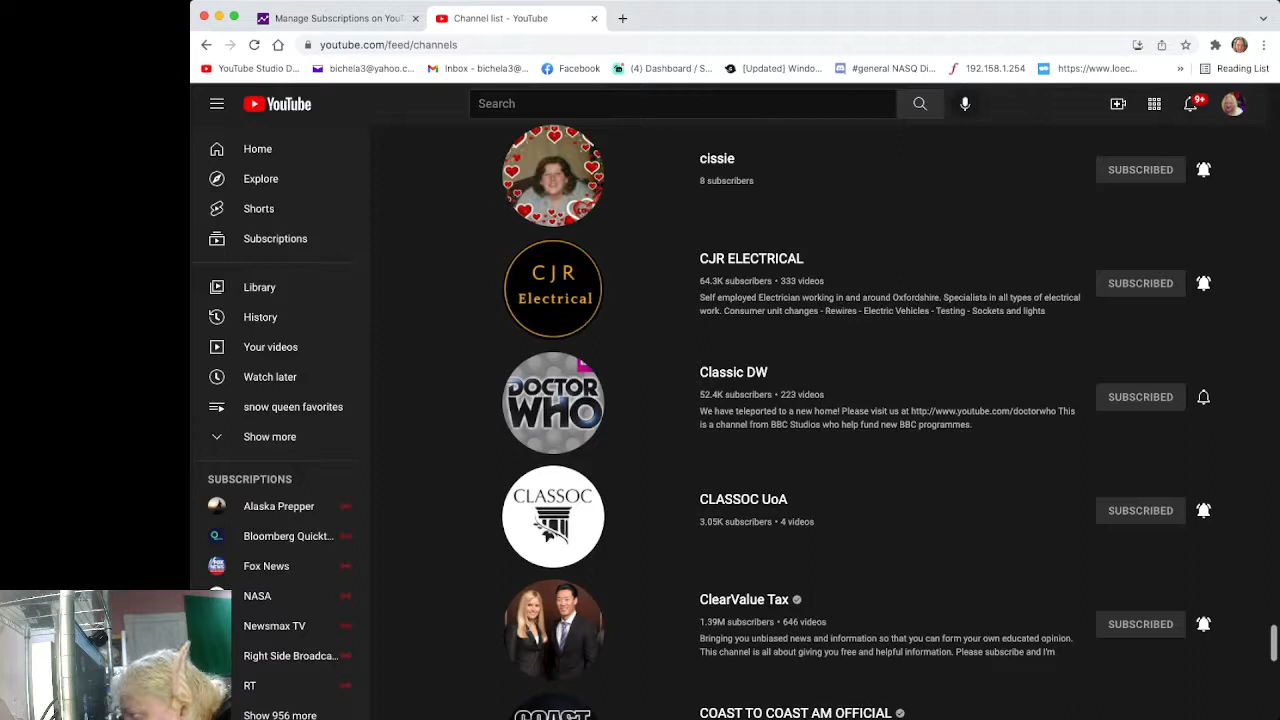 Manage Subscriptions on YouT
Channel list - YouTube
youtube.com/feed/channels
YouTube Studio D...
bichela3@yahoo.c...
Inbox - bichela3@...
Facebook
(4) Dashboard / S...
[Updated] Windo...
#general NASQ Di...
192.168.1.254
https://www.loec...
»
Reading List
YouTube
Search
9+
Home
Explore
Shorts
Subscriptions
Library
History
Your videos
Watch later
snow queen favorites
Show more
SUBSCRIPTIONS
Alaska Prepper
Bloomberg Quickt...
Fox News
NASA
Newsmax TV
Right Side Broadca...
RT
Show 956 more
cissie
8 subscribers
SUBSCRIBED
CJR
Electrical
CJR ELECTRICAL
64.3K subscribers • 333 videos
Self employed Electrician working in and around Oxfordshire. Specialists in all types of electrical
work. Consumer unit changes - Rewires - Electric Vehicles - Testing - Sockets and lights
SUBSCRIBED
DOCTOR
WHO
Classic DW
52.4K subscribers • 223 videos
We have teleported to a new home! Please visit us at http://www.youtube.com/doctorwho This
is a channel from BBC Studios who help fund new BBC programmes.
SUBSCRIBED
CLASSOC
CLASSOC UoA
3.05K subscribers • 4 videos
SUBSCRIBED
ClearValue Tax
1.39M subscribers • 646 videos
Bringing you unbiased news and information so that you can form your own educated opinion.
This channel is all about giving you free and helpful information. Please subscribe and I'm
SUBSCRIBED
COAST
COAST TO COAST AM OFFICIAL